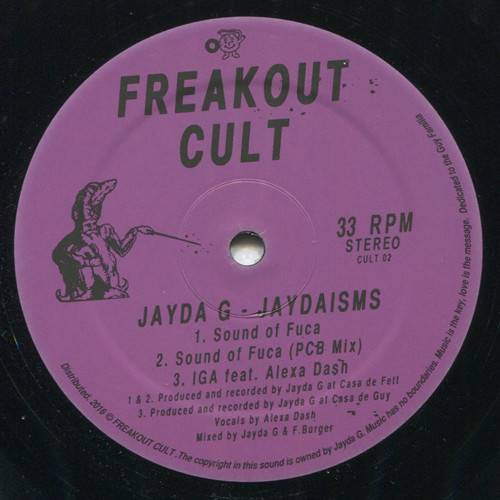 FREAKOUT
CULT
33 RPM
STEREO
CULT 02
JAYDA G - JAYDAISMS
1. Sound of Fuca
2. Sound of Fuca (PCB Mix)
3. IGA feat. Alexa Dash
1 & 2. Produced and recorded by Jayda G at Casa de Fett
3. Produced and recorded by Jayda G at Casa de Guy
Vocals by Alexa Dash
Mixed by Jayda G & F.Burger
Distributed. 2016 © FREAKOUT CULT. The copyright in this sound is owned by Jayda G. Music has no boundaries. Music is the key, love is the message. Dedicated to the Guy Familia